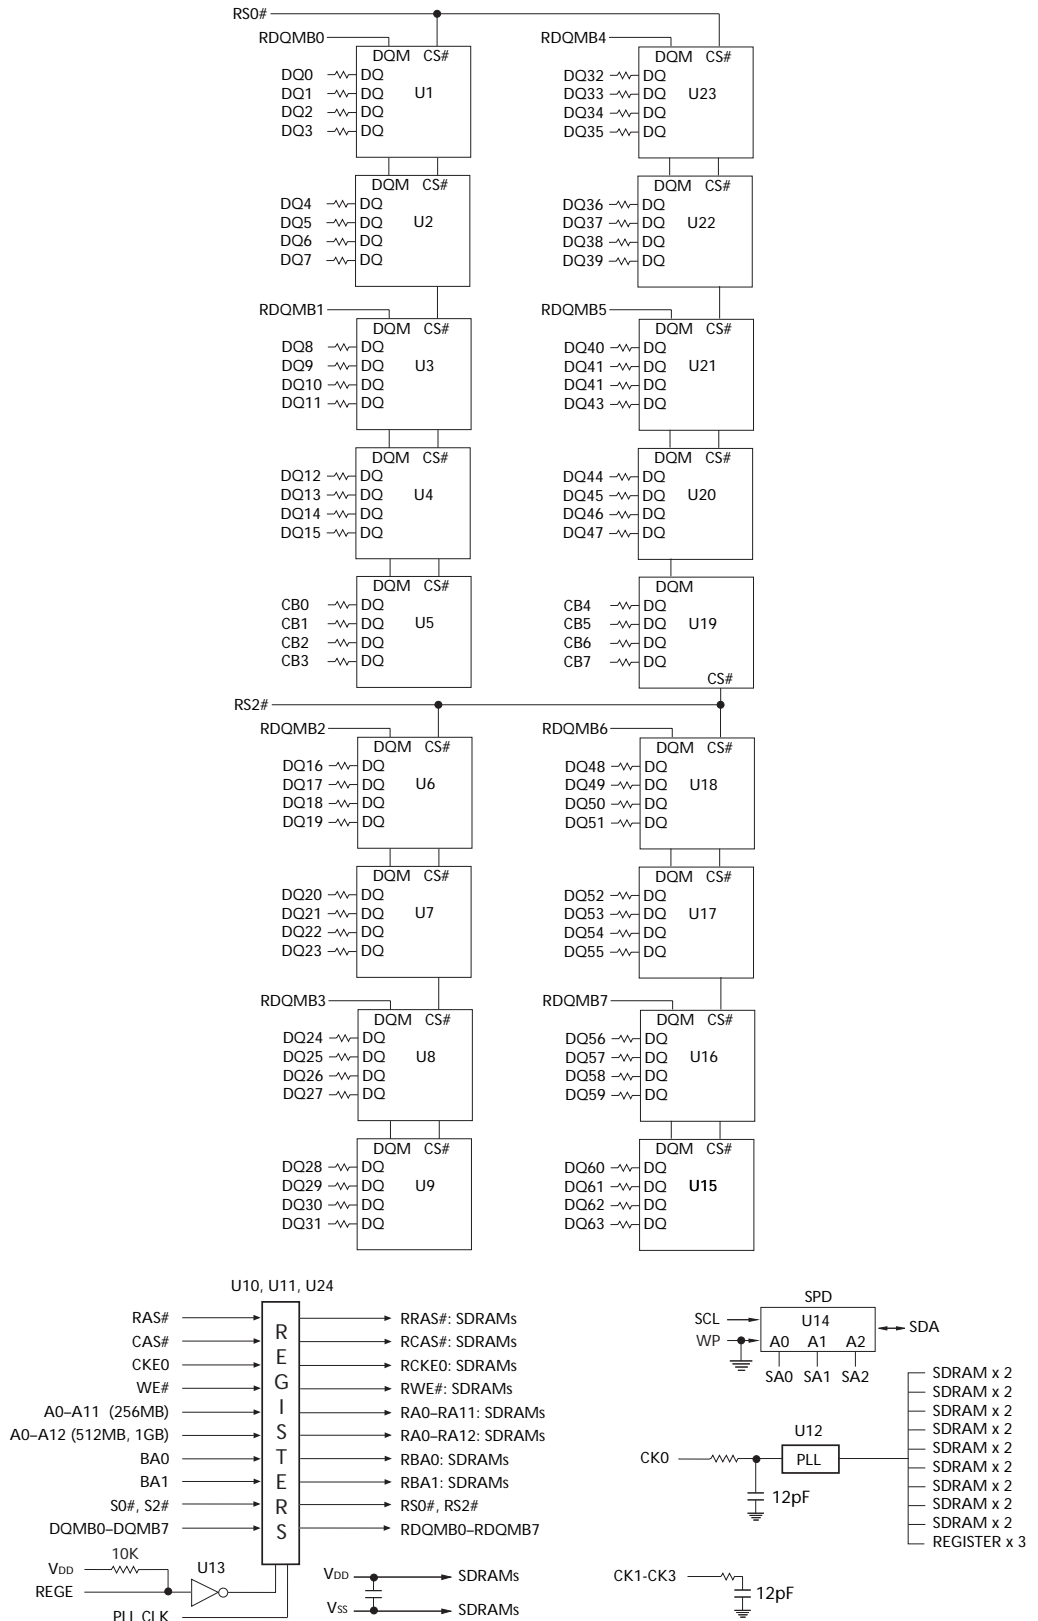 RS0#
RDQMB0
DQM CS#
DQ0 DQ
DQ1 DQ
DQ2 DQ
DQ3 DQ
U1
DQM CS#
DQ4 DQ
DQ5 DQ
DQ6 DQ
DQ7 DQ
U2
RDQMB1
DQM CS#
DQ8 DQ
DQ9 DQ
DQ10 DQ
DQ11 DQ
U3
DQM CS#
DQ12 DQ
DQ13 DQ
DQ14 DQ
DQ15 DQ
U4
DQM CS#
CB0 DQ
CB1 DQ
CB2 DQ
CB3 DQ
U5
RDQMB4
DQM CS#
DQ32 DQ
DQ33 DQ
DQ34 DQ
DQ35 DQ
U23
DQM CS#
DQ36 DQ
DQ37 DQ
DQ38 DQ
DQ39 DQ
U22
RDQMB5
DQM CS#
DQ40 DQ
DQ41 DQ
DQ41 DQ
DQ43 DQ
U21
DQM CS#
DQ44 DQ
DQ45 DQ
DQ46 DQ
DQ47 DQ
U20
DQM
CB4 DQ
CB5 DQ
CB6 DQ
CB7 DQ
U19
CS#
RS2#
RDQMB2
DQM CS#
DQ16 DQ
DQ17 DQ
DQ18 DQ
DQ19 DQ
U6
DQM CS#
DQ20 DQ
DQ21 DQ
DQ22 DQ
DQ23 DQ
U7
RDQMB3
DQM CS#
DQ24 DQ
DQ25 DQ
DQ26 DQ
DQ27 DQ
U8
DQM CS#
DQ28 DQ
DQ29 DQ
DQ30 DQ
DQ31 DQ
U9
RDQMB6
DQM CS#
DQ48 DQ
DQ49 DQ
DQ50 DQ
DQ51 DQ
U18
DQM CS#
DQ52 DQ
DQ53 DQ
DQ54 DQ
DQ55 DQ
U17
RDQMB7
DQM CS#
DQ56 DQ
DQ57 DQ
DQ58 DQ
DQ59 DQ
U16
DQM CS#
DQ60 DQ
DQ61 DQ
DQ62 DQ
DQ63 DQ
U15
U10, U11, U24
REGISTERS
RAS#
CAS#
CKE0
WE#
A0–A11 (256MB)
A0–A12 (512MB, 1GB)
BA0
BA1
S0#, S2#
DQMB0–DQMB7
RRAS#: SDRAMs
RCAS#: SDRAMs
RCKE0: SDRAMs
RWE#: SDRAMs
RA0–RA11: SDRAMs
RA0–RA12: SDRAMs
RBA0: SDRAMs
RBA1: SDRAMs
RS0#, RS2#
RDQMB0–RDQMB7
10K
VDD
U13
REGE
PLL CLK
VDD SDRAMs
Vss SDRAMs
SPD
U14
SCL
WP
A0 A1 A2
SDA
SA0 SA1 SA2
CK0
U12
PLL
12pF
SDRAM x 2
SDRAM x 2
SDRAM x 2
SDRAM x 2
SDRAM x 2
SDRAM x 2
SDRAM x 2
SDRAM x 2
SDRAM x 2
REGISTER x 3
CK1-CK3
12pF